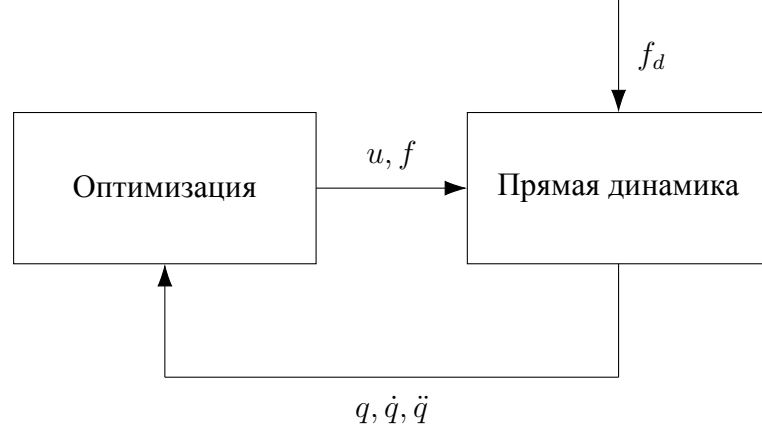 f_d
u, f
Оптимизация
Прямая динамика
q, q̇, q̈